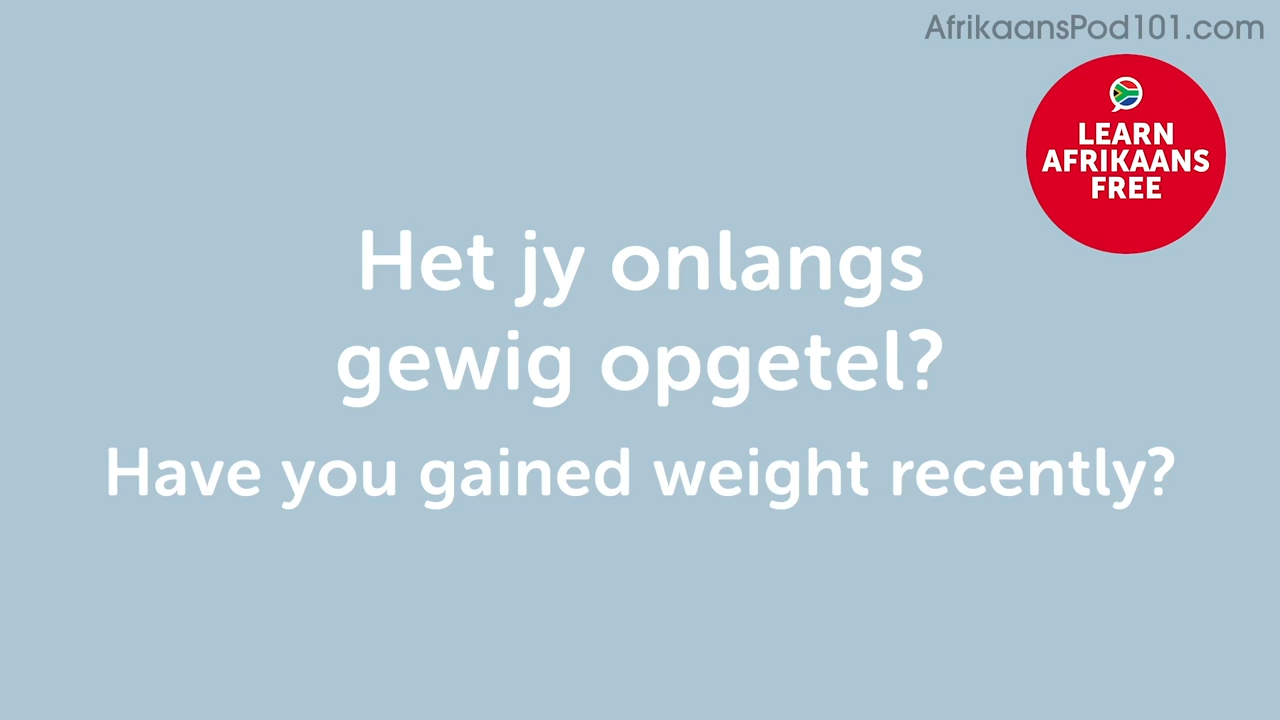 AfrikaansPod101.com
LEARN
AFRIKAANS
FREE
Het jy onlangs
gewig opgetel?
Have you gained weight recently?